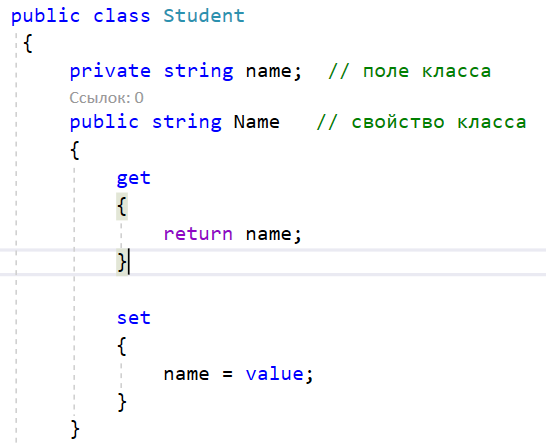 public class Student
{
private string name;  // поле класса
Ссылок: 0
public string Name   // свойство класса
{
get
{
return name;
}
set
{
name = value;
}
}